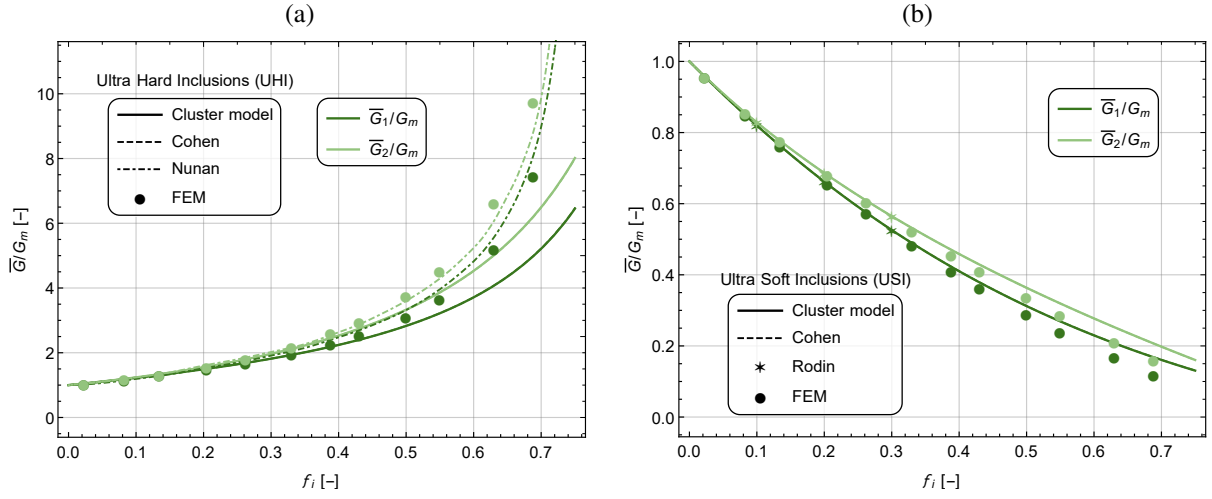 (a)
Ultra Hard Inclusions (UHI)
Cluster model
Cohen
Nunan
FEM
G̅₁/Gₘ
G̅₂/Gₘ
10
8
6
4
2
0
G̅/Gₘ [–]
0.0 0.1 0.2 0.3 0.4 0.5 0.6 0.7
fᵢ [–]
(b)
G̅₁/Gₘ
G̅₂/Gₘ
1.0
0.8
0.6
0.4
0.2
0.0
G̅/Gₘ [–]
Ultra Soft Inclusions (USI)
Cluster model
Cohen
Rodin
FEM
0.0 0.1 0.2 0.3 0.4 0.5 0.6 0.7
fᵢ [–]